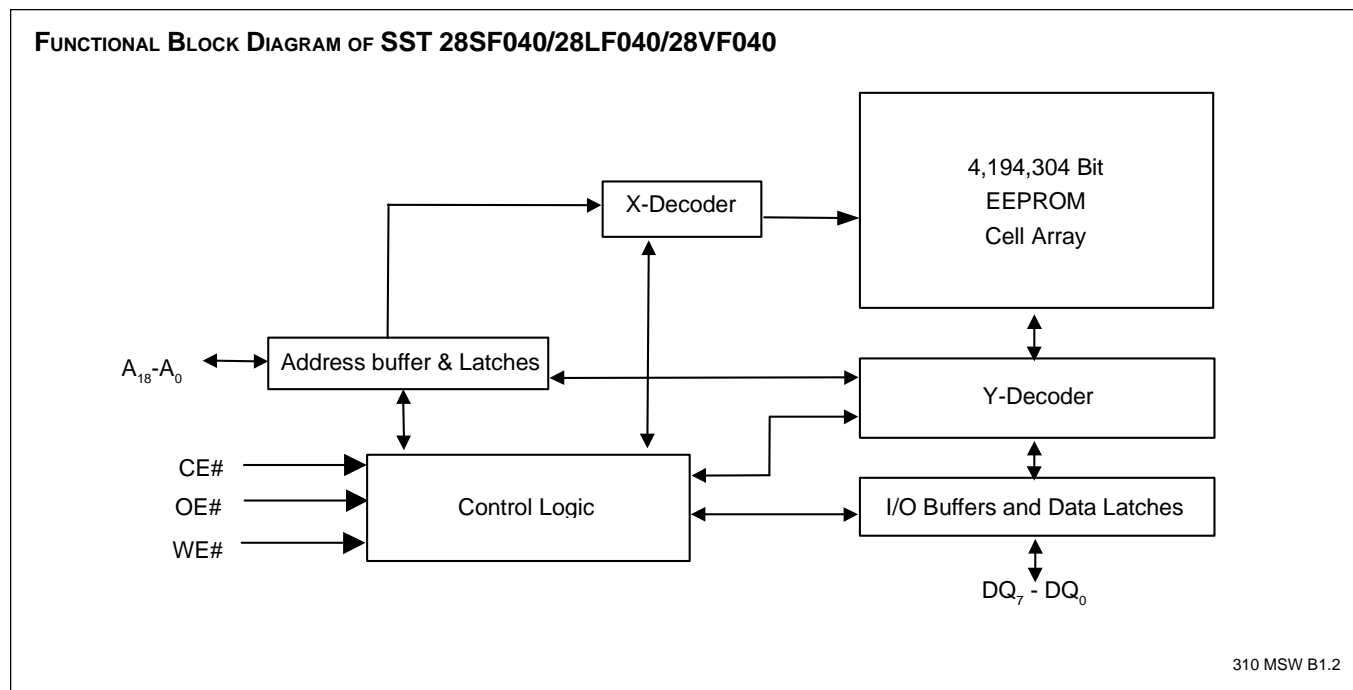 FUNCTIONAL BLOCK DIAGRAM OF SST 28SF040/28LF040/28VF040
4,194,304 Bit
EEPROM
Cell Array
X-Decoder
A18-A0
Address buffer & Latches
Y-Decoder
CE#
OE#
WE#
Control Logic
I/O Buffers and Data Latches
DQ7 - DQ0
310 MSW B1.2